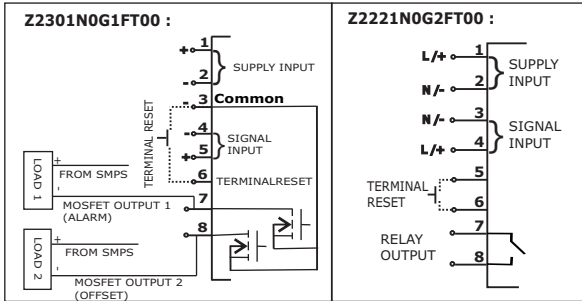 Z2301N0G1FT00 :
+ 1
- 2
SUPPLY INPUT
- 3 Common
- 4
+ 5
SIGNAL
INPUT
6 TERMINALRESET
7
8
TERMINAL RESET
LOAD 1
+
FROM SMPS
-
MOSFET OUTPUT 1
(ALARM)
LOAD 2
+
FROM SMPS
-
MOSFET OUTPUT 2
(OFFSET)
Z2221N0G2FT00 :
L/+ 1
N/- 2
SUPPLY
INPUT
N/- 3
L/+ 4
SIGNAL
INPUT
5
6
TERMINAL
RESET
7
8
RELAY
OUTPUT